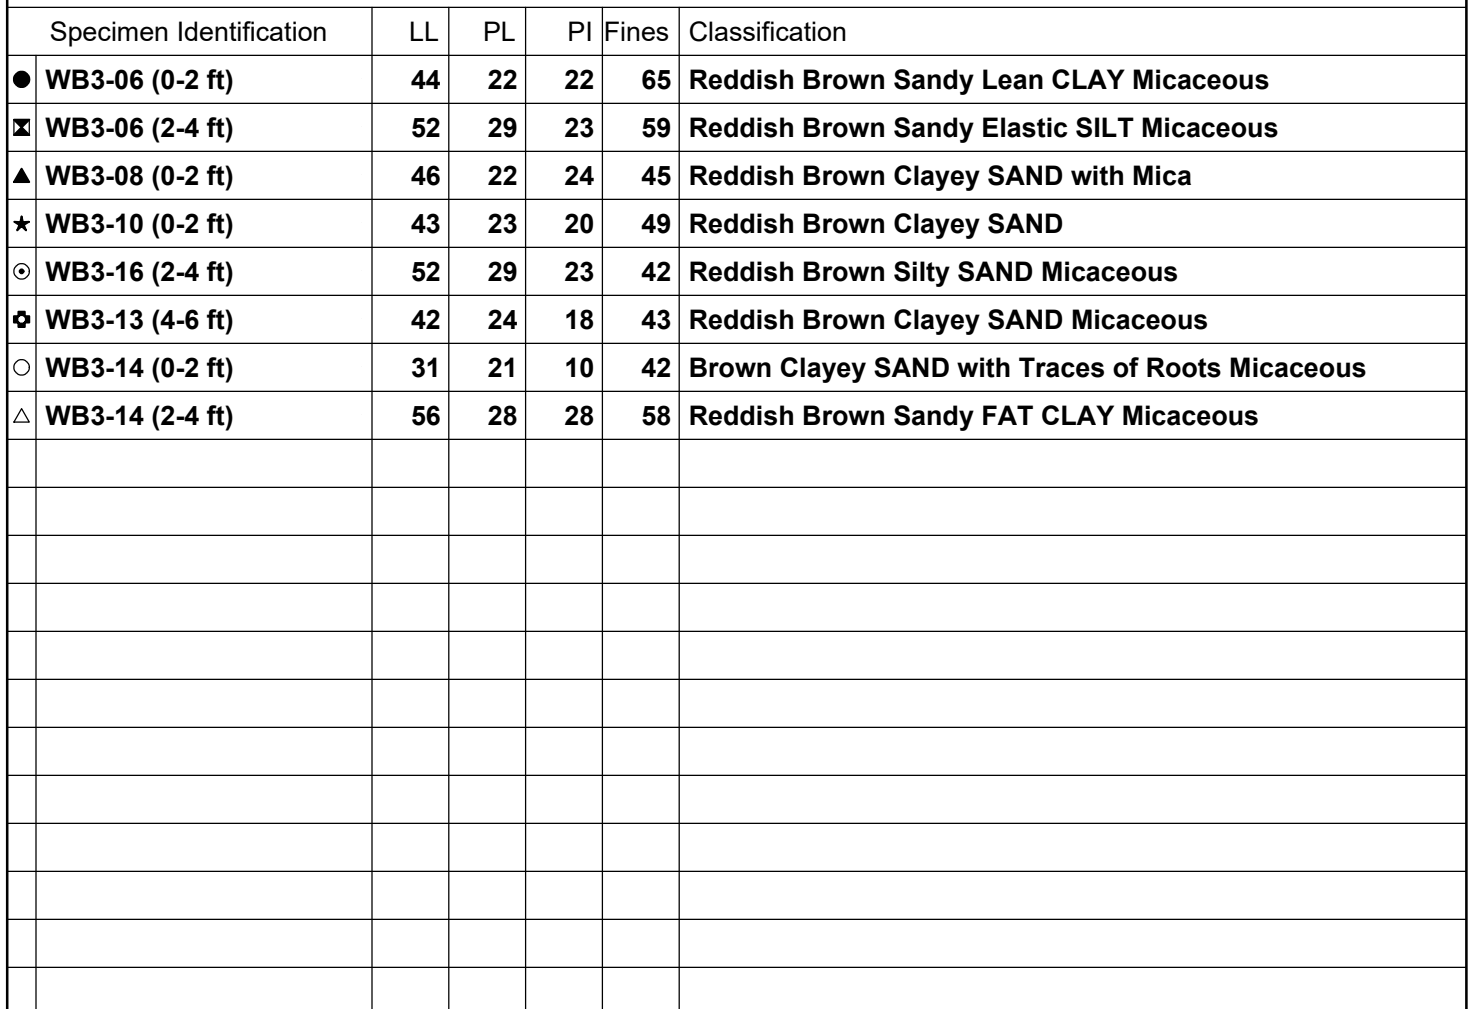 Specimen Identification LL PL PI Fines Classification
WB3-06 (0-2 ft) 44 22 22 65 Reddish Brown Sandy Lean CLAY Micaceous
WB3-06 (2-4 ft) 52 29 23 59 Reddish Brown Sandy Elastic SILT Micaceous
WB3-08 (0-2 ft) 46 22 24 45 Reddish Brown Clayey SAND with Mica
WB3-10 (0-2 ft) 43 23 20 49 Reddish Brown Clayey SAND
WB3-16 (2-4 ft) 52 29 23 42 Reddish Brown Silty SAND Micaceous
WB3-13 (4-6 ft) 42 24 18 43 Reddish Brown Clayey SAND Micaceous
WB3-14 (0-2 ft) 31 21 10 42 Brown Clayey SAND with Traces of Roots Micaceous
WB3-14 (2-4 ft) 56 28 28 58 Reddish Brown Sandy FAT CLAY Micaceous